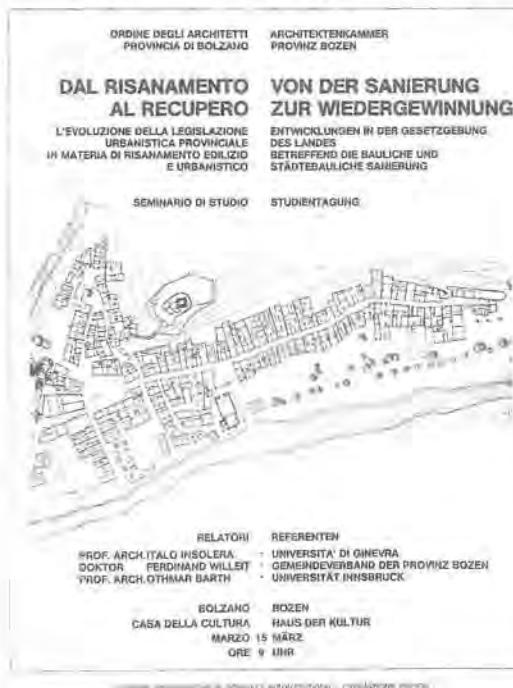 ORDINE DEGLI ARCHITETTI ARCHITEKTENKAMMER
PROVINCIA DI BOLZANO PROVINZ BOZEN
DAL RISANAMENTO VON DER SANIERUNG
AL RECUPERO ZUR WIEDERGEWINNUNG
L'EVOLUZIONE DELLA LEGISLAZIONE ENTWICKLUNGEN IN DER GESETZGEBUNG
URBANISTICA PROVINCIALE DES LANDES
IN MATERIA DI RISANAMENTO EDILIZIO BETREFFEND DIE BAULICHE UND
E URBANISTICO STÄDTEBAULICHE SANIERUNG
SEMINARIO DI STUDIO STUDIENTAGUNG
RELATORI REFERENTEN
PROF. ARCH. ITALO INSOLERA · UNIVERSITA' DI GINEVRA
DOKTOR FERDINAND WILLEIT · GEMEINDEVERBAND DER PROVINZ BOZEN
PROF. ARCH. OTHMAR BARTH · UNIVERSITÄT INNSBRUCK
BOLZANO BOZEN
CASA DELLA CULTURA HAUS DER KULTUR
MARZO 15 MÄRZ
ORE 9 UHR